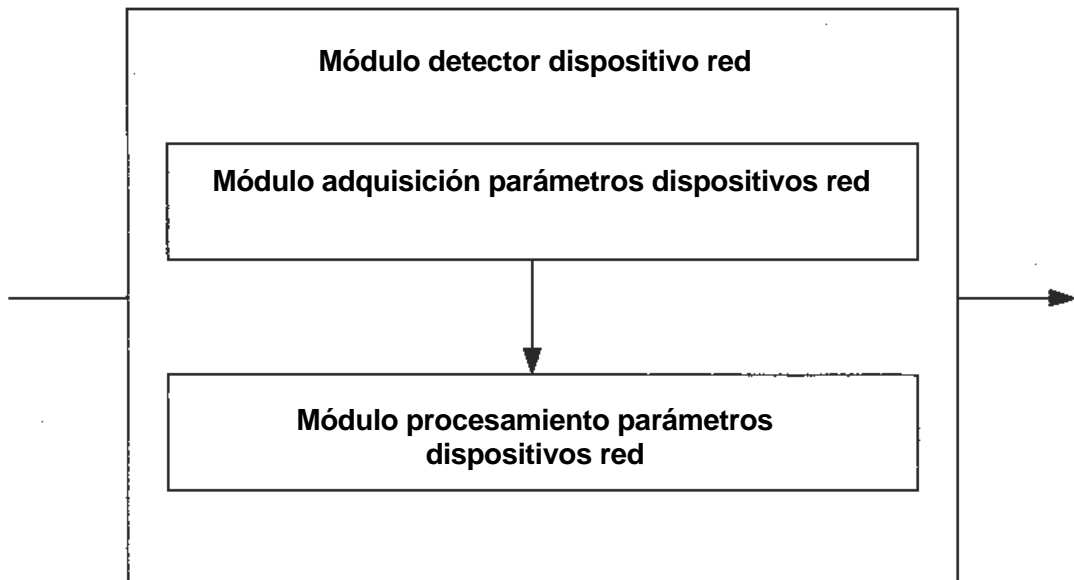 Módulo detector dispositivo red
Módulo adquisición parámetros dispositivos red
Módulo procesamiento parámetros
dispositivos red